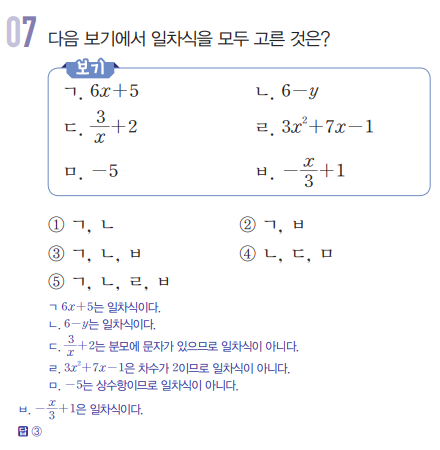 07 다음 보기에서 일차식을 모두 고른 것은?
보기
ㄱ. 6x+5 ㄴ. 6-y
ㄷ. 3/x+2 ㄹ. 3x²+7x-1
ㅁ. -5 ㅂ. -x/3+1
① ㄱ, ㄴ ② ㄱ, ㅂ
③ ㄱ, ㄴ, ㅂ ④ ㄴ, ㄷ, ㅁ
⑤ ㄱ, ㄴ, ㄹ, ㅂ
ㄱ 6x+5는 일차식이다.
ㄴ. 6-y는 일차식이다.
ㄷ. 3/x+2는 분모에 문자가 있으므로 일차식이 아니다.
ㄹ. 3x²+7x-1은 차수가 2이므로 일차식이 아니다.
ㅁ. -5는 상수항이므로 일차식이 아니다.
ㅂ. -x/3+1은 일차식이다.
답 ③